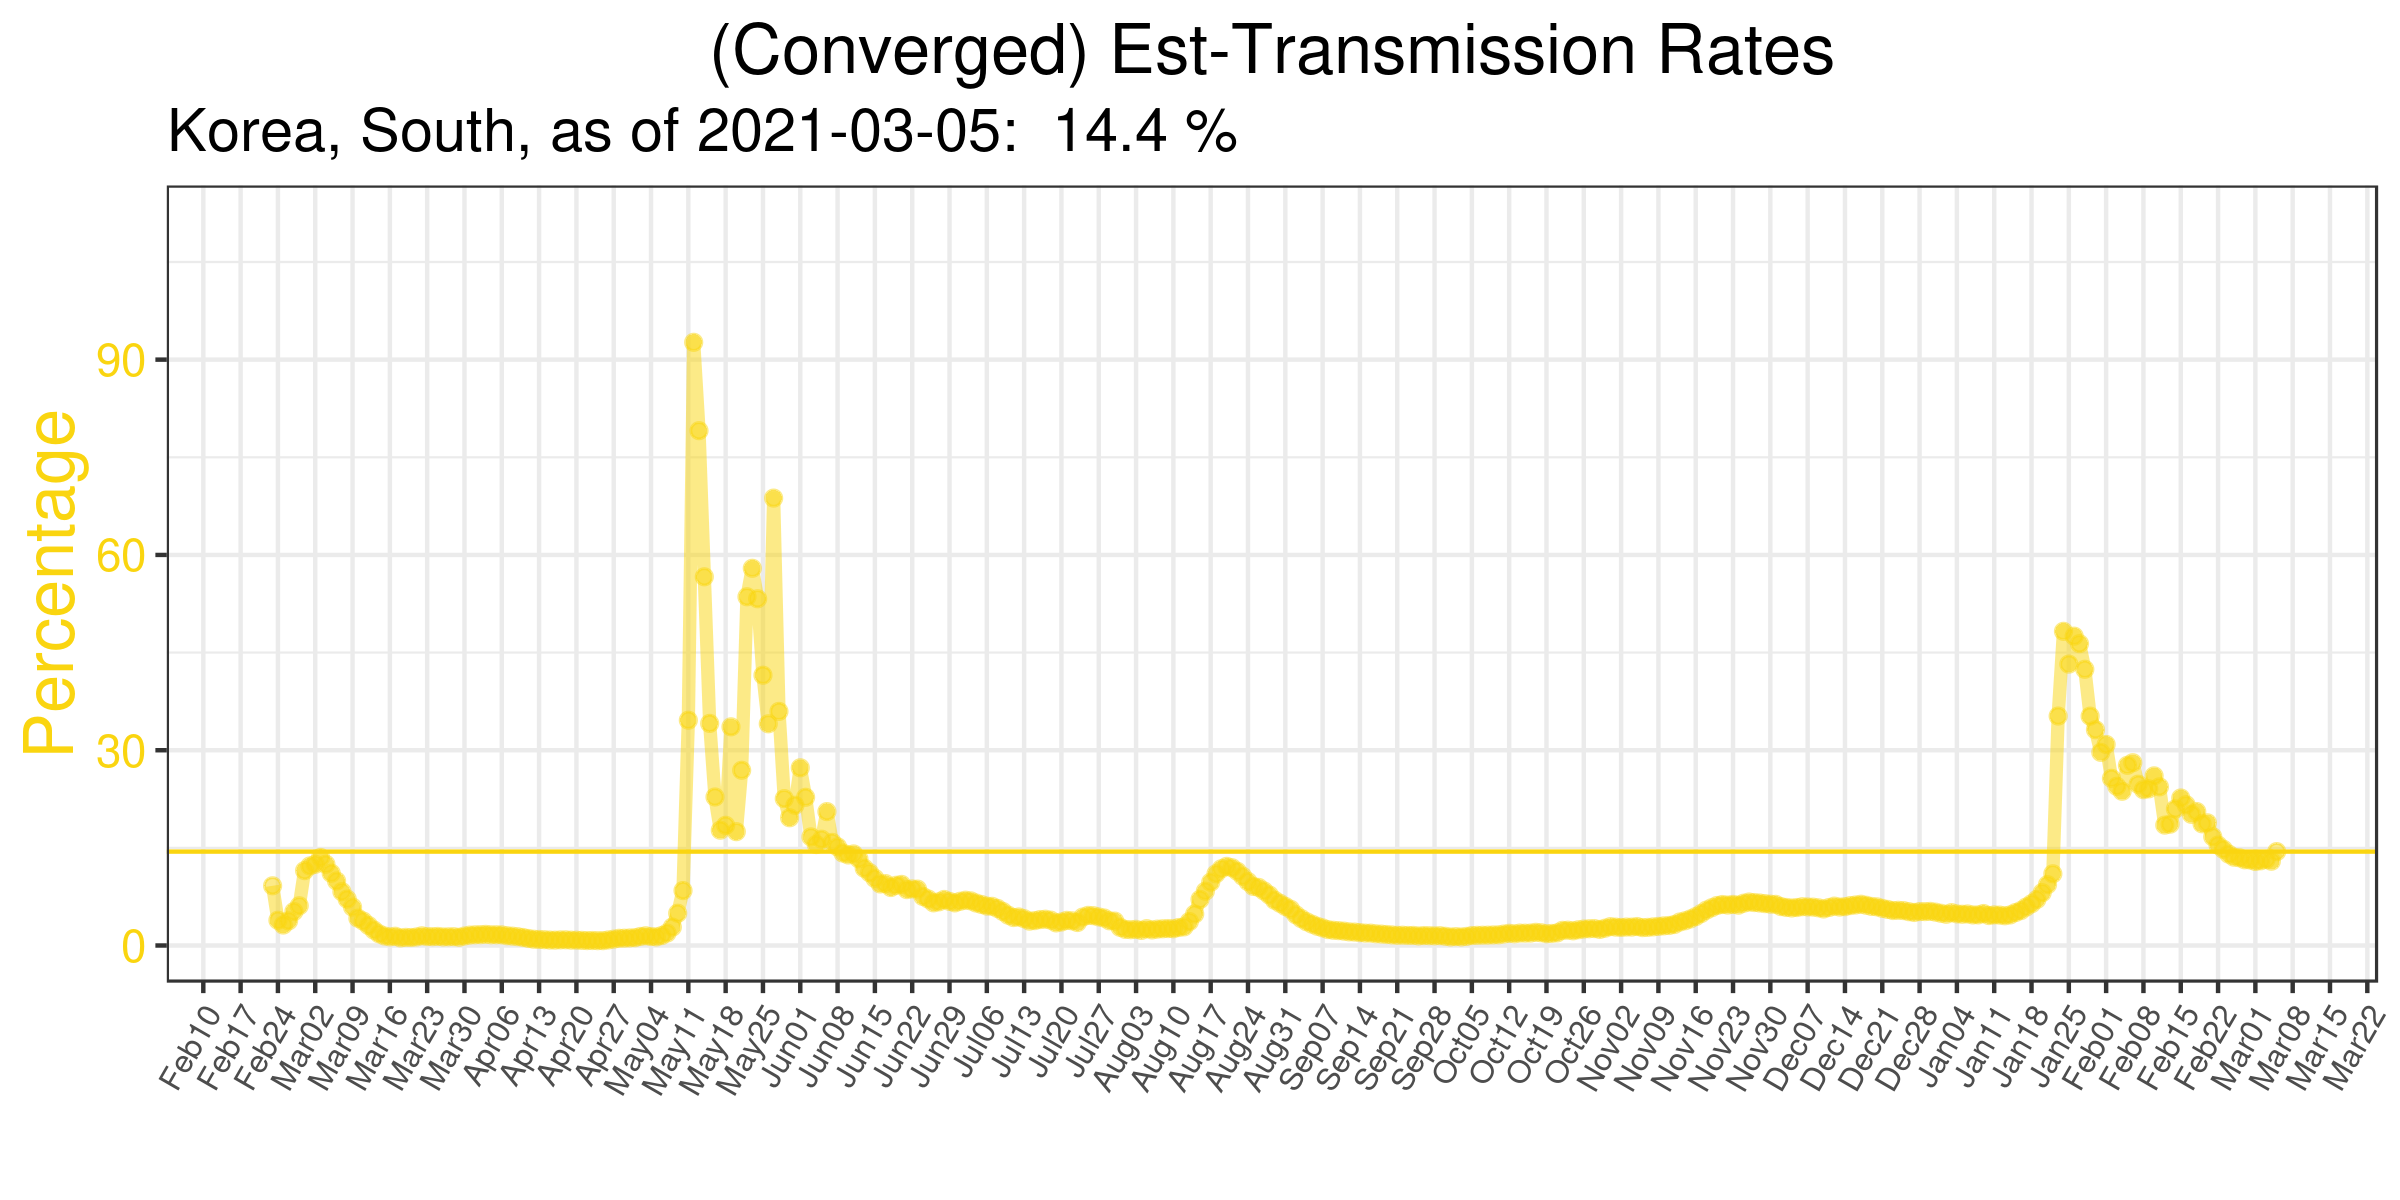 (Converged) Est-Transmission Rates
Korea, South, as of 2021-03-05:  14.4 %
Percentage
90
60
30
0
Feb10 Feb17 Feb24 Mar02 Mar09 Mar16 Mar23 Mar30 Apr06 Apr13 Apr20 Apr27 May04 May11 May18 May25 Jun01 Jun08 Jun15 Jun22 Jun29 Jul06 Jul13 Jul20 Jul27 Aug03 Aug10 Aug17 Aug24 Aug31 Sep07 Sep14 Sep21 Sep28 Oct05 Oct12 Oct19 Oct26 Nov02 Nov09 Nov16 Nov23 Nov30 Dec07 Dec14 Dec21 Dec28 Jan04 Jan11 Jan18 Jan25 Feb01 Feb08 Feb15 Feb22 Mar01 Mar08 Mar15 Mar22